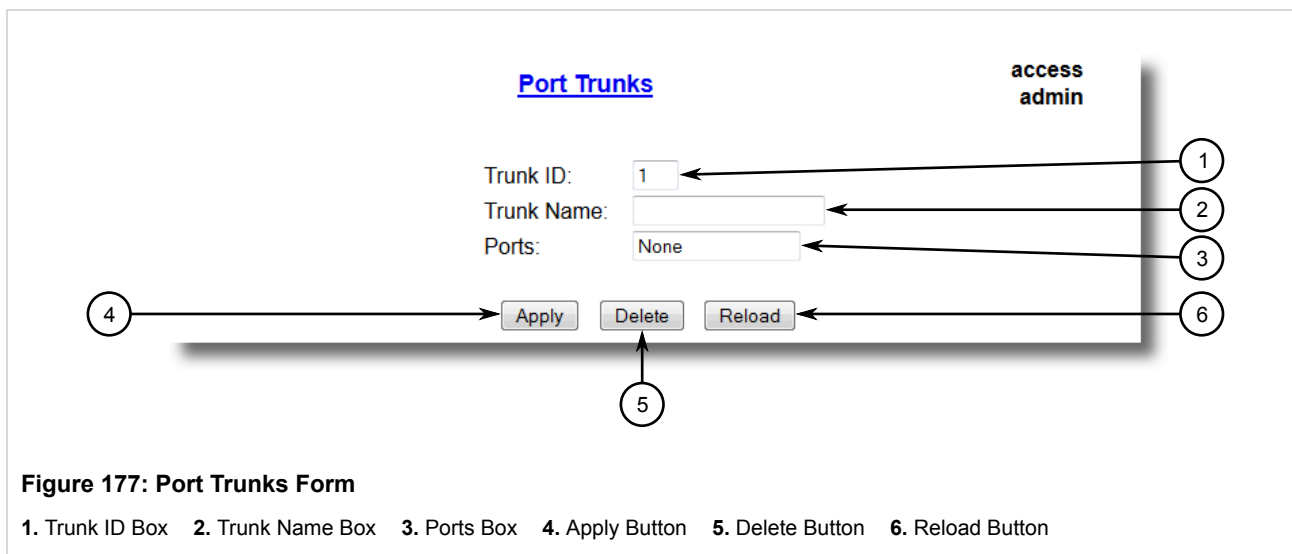 Port Trunks
access
admin
Trunk ID: 1
1
Trunk Name:
2
Ports: None
3
4
Apply Delete Reload
6
5
Figure 177: Port Trunks Form
1. Trunk ID Box 2. Trunk Name Box 3. Ports Box 4. Apply Button 5. Delete Button 6. Reload Button